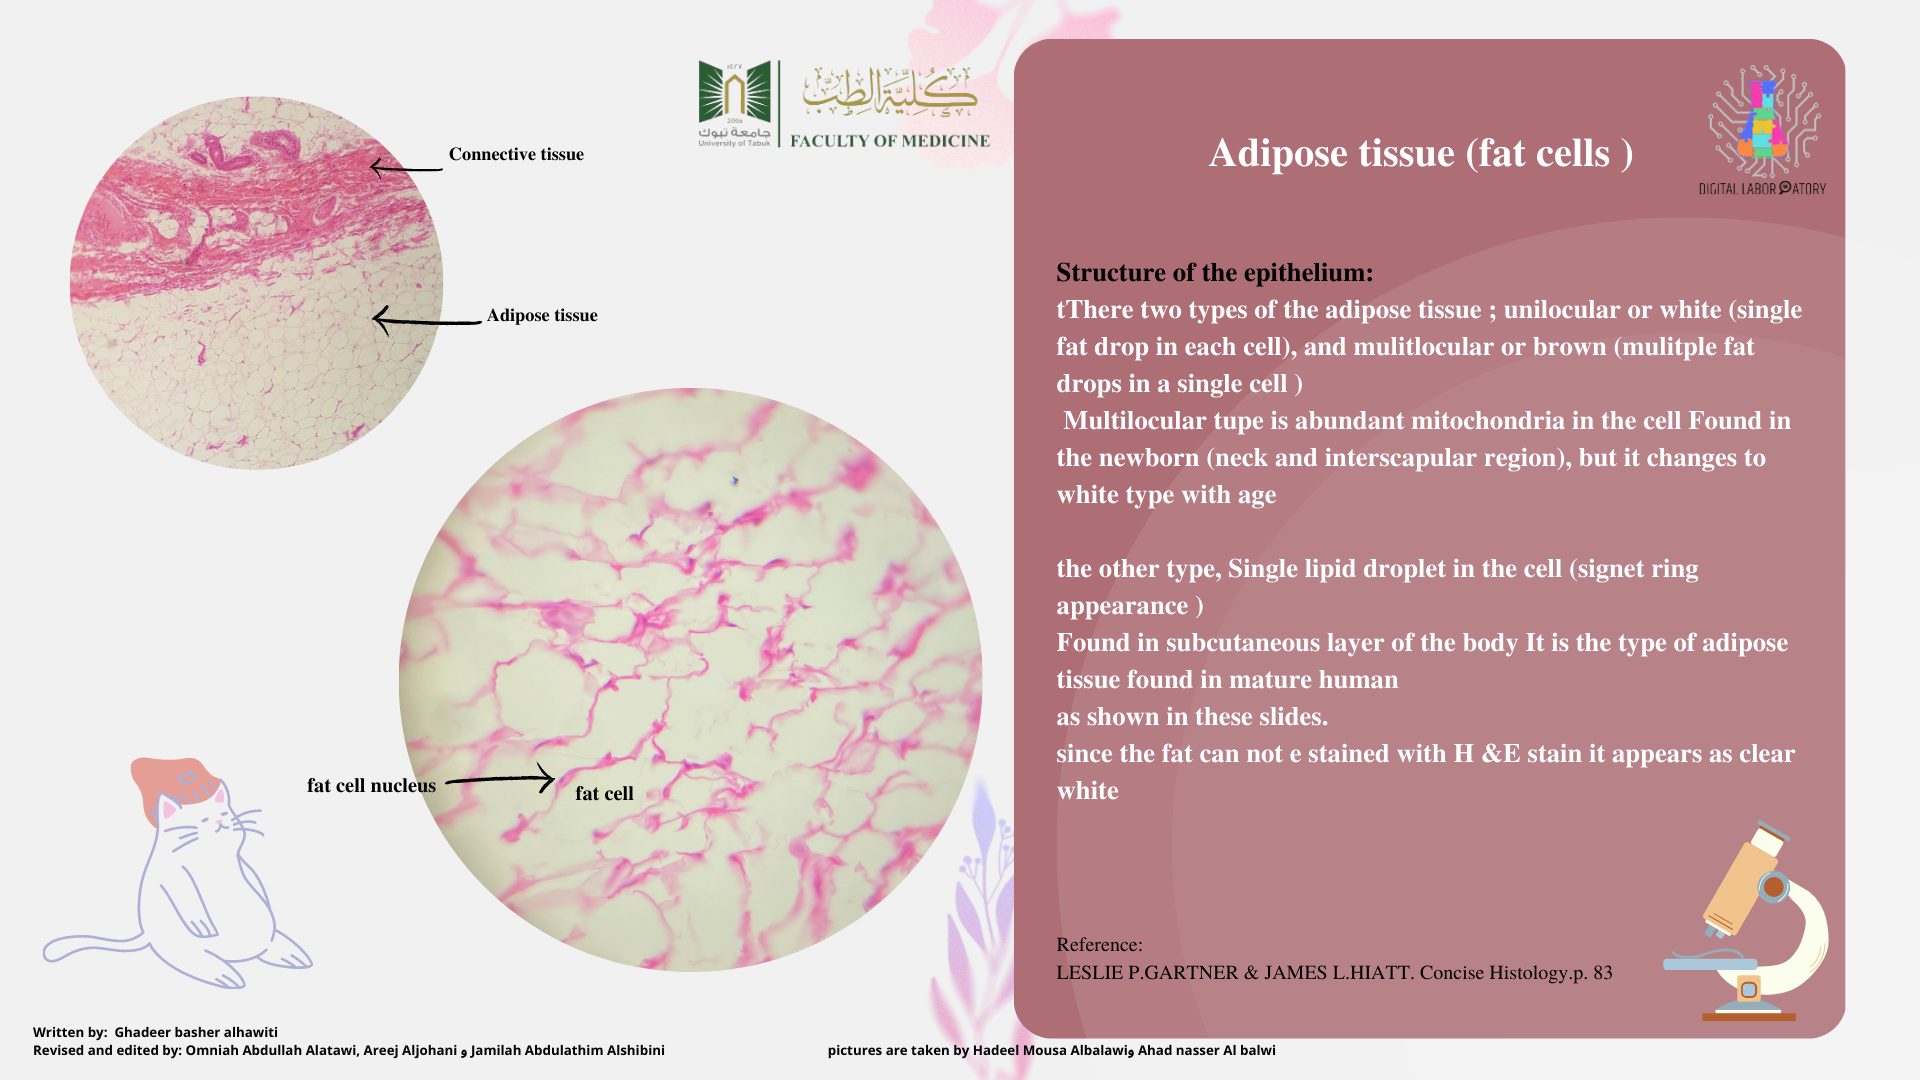 ١٤٢٧
2006
جامعة تبوك
University of Tabuk
كلية الطب
FACULTY OF MEDICINE
Connective tissue
Adipose tissue
fat cell nucleus
fat cell
Adipose tissue (fat cells )
DIGITAL LABORATORY
Structure of the epithelium:
tThere two types of the adipose tissue ; unilocular or white (single
fat drop in each cell), and mulitlocular or brown (mulitple fat
drops in a single cell )
Multilocular tupe is abundant mitochondria in the cell Found in
the newborn (neck and interscapular region), but it changes to
white type with age
the other type, Single lipid droplet in the cell (signet ring
appearance )
Found in subcutaneous layer of the body It is the type of adipose
tissue found in mature human
as shown in these slides.
since the fat can not e stained with H &E stain it appears as clear
white
Reference:
LESLIE P.GARTNER & JAMES L.HIATT. Concise Histology.p. 83
Written by:  Ghadeer basher alhawiti
Revised and edited by: Omniah Abdullah Alatawi, Areej Aljohani و Jamilah Abdulathim Alshibini
pictures are taken by Hadeel Mousa Albalawi و Ahad nasser Al balwi